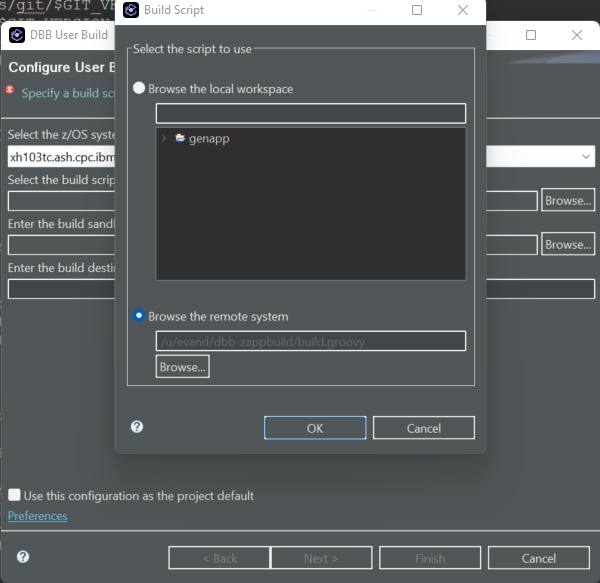 s/git/$GIT_VE
Build Script
DBB User Build
Configure User B
Specify a build scr
Select the z/OS syste
xh103tc.ash.cpc.ibm
Select the build scrip
Browse...
Enter the build sandb
Browse...
Enter the build destin
Select the script to use
Browse the local workspace
genapp
Browse the remote system
/u/evand/dbb-zappbuild/build.groovy
Browse...
OK
Cancel
Use this configuration as the project default
Preferences
< Back
Next >
Finish
Cancel